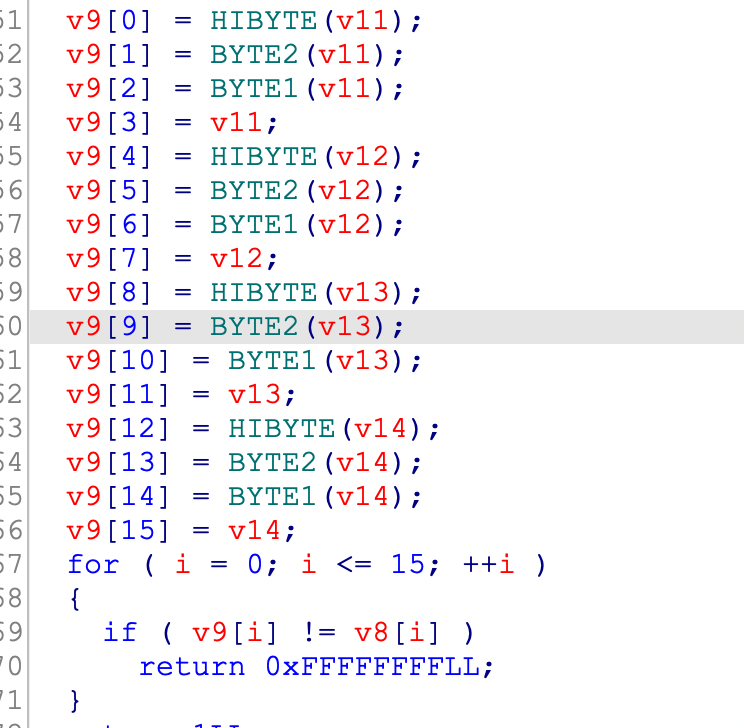 51 v9[0] = HIBYTE(v11);
52 v9[1] = BYTE2(v11);
53 v9[2] = BYTE1(v11);
54 v9[3] = v11;
55 v9[4] = HIBYTE(v12);
56 v9[5] = BYTE2(v12);
57 v9[6] = BYTE1(v12);
58 v9[7] = v12;
59 v9[8] = HIBYTE(v13);
60 v9[9] = BYTE2(v13);
61 v9[10] = BYTE1(v13);
62 v9[11] = v13;
63 v9[12] = HIBYTE(v14);
64 v9[13] = BYTE2(v14);
65 v9[14] = BYTE1(v14);
66 v9[15] = v14;
67 for ( i = 0; i <= 15; ++i )
68 {
69 if ( v9[i] != v8[i] )
70 return 0xFFFFFFFFLL;
71 }